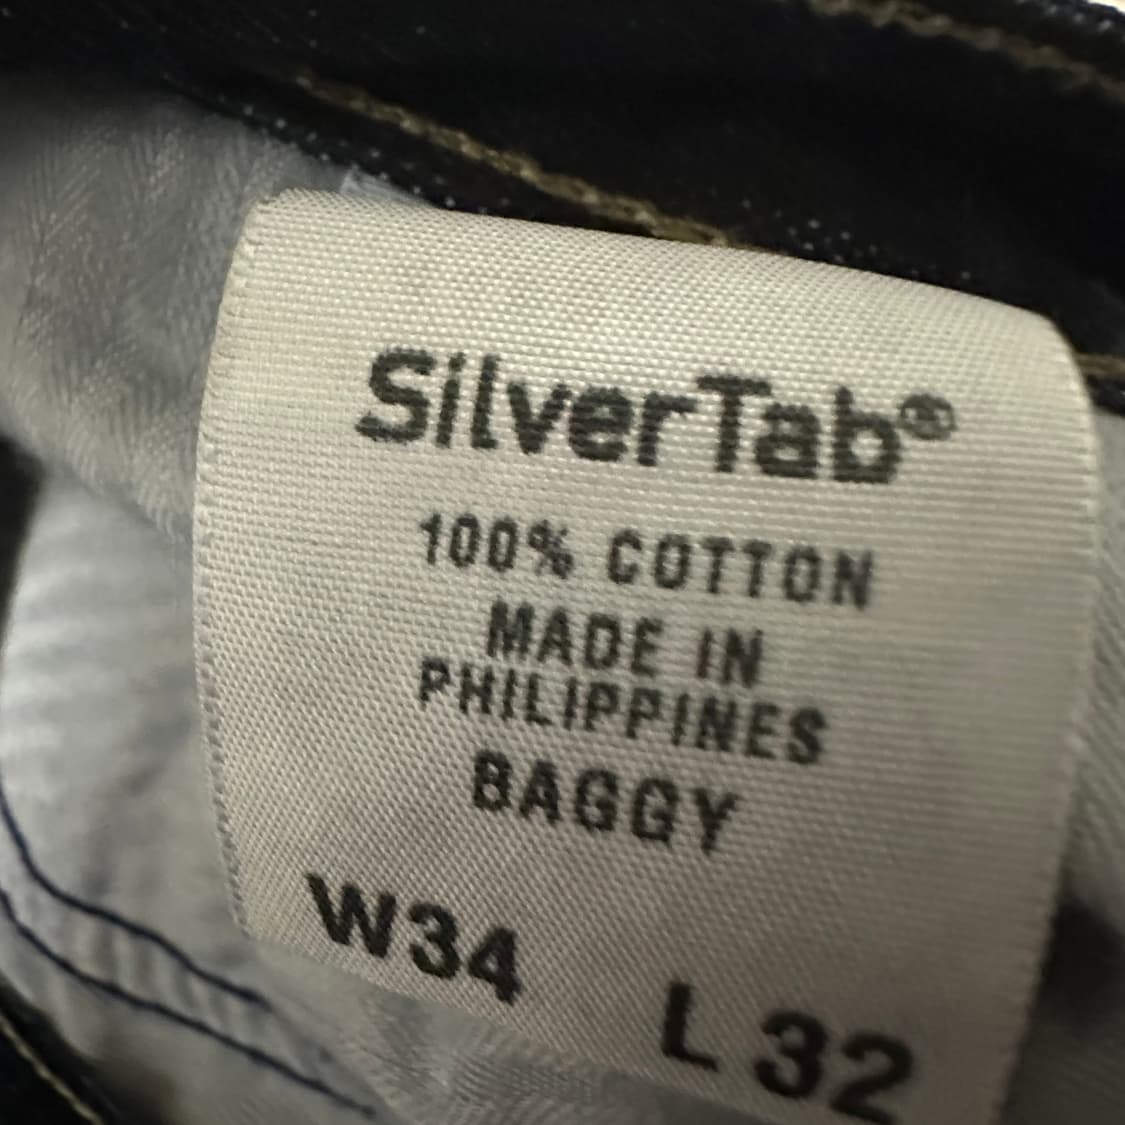 SilverTab®
100% COTTON
MADE IN
PHILIPPINES
BAGGY
W34 L 32